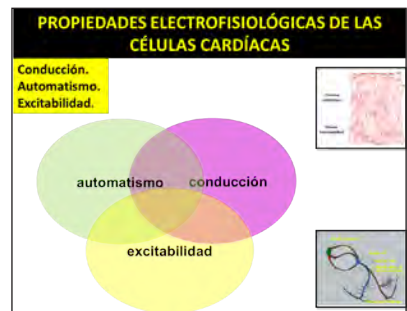 PROPIEDADES ELECTROFISIOLÓGICAS DE LAS
CÉLULAS CARDÍACAS
Conducción.
Automatismo.
Excitabilidad.
automatismo
conducción
excitabilidad